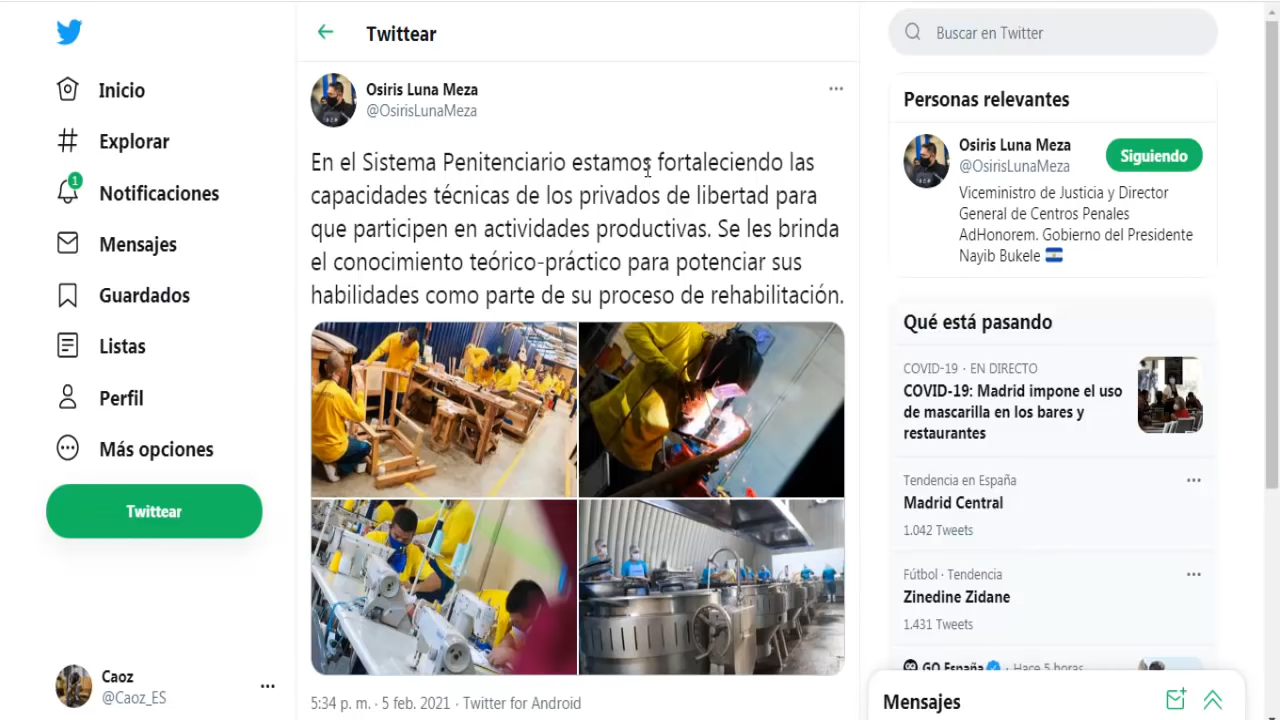 Inicio
Explorar
1
Notificaciones
Mensajes
Guardados
Listas
Perfil
Más opciones
Twittear
Caoz
@Caoz_ES
Twittear
Osiris Luna Meza
@OsirisLunaMeza
En el Sistema Penitenciario estamos fortaleciendo las
capacidades técnicas de los privados de libertad para
que participen en actividades productivas. Se les brinda
el conocimiento teórico-práctico para potenciar sus
habilidades como parte de su proceso de rehabilitación.
5:34 p. m. · 5 feb. 2021 · Twitter for Android
Buscar en Twitter
Personas relevantes
Osiris Luna Meza
@OsirisLunaMeza
Siguiendo
Viceministro de Justicia y Director
General de Centros Penales
AdHonorem. Gobierno del Presidente
Nayib Bukele
Qué está pasando
COVID-19 · EN DIRECTO
COVID-19: Madrid impone el uso
de mascarilla en los bares y
restaurantes
Tendencia en España
Madrid Central
1.042 Tweets
Fútbol · Tendencia
Zinedine Zidane
1.431 Tweets
GQ España · Hace 5 horas
Mensajes